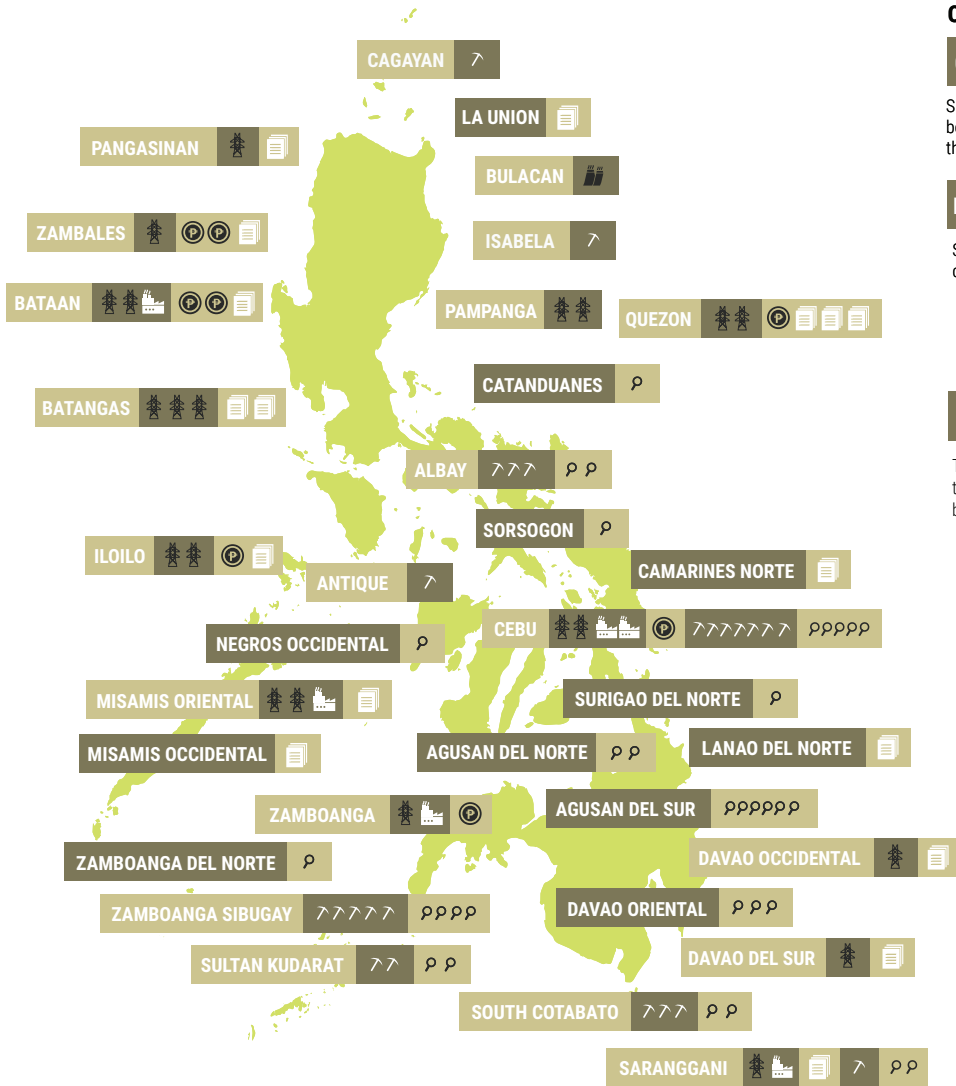 CAGAYAN
LA UNION
PANGASINAN
BULACAN
ZAMBALES
ISABELA
BATAAN
PAMPANGA
QUEZON
CATANDUANES
BATANGAS
ALBAY
SORSOGON
ILOILO
CAMARINES NORTE
ANTIQUE
CEBU
NEGROS OCCIDENTAL
MISAMIS ORIENTAL
SURIGAO DEL NORTE
MISAMIS OCCIDENTAL
AGUSAN DEL NORTE
LANAO DEL NORTE
ZAMBOANGA
AGUSAN DEL SUR
ZAMBOANGA DEL NORTE
DAVAO OCCIDENTAL
ZAMBOANGA SIBUGAY
DAVAO ORIENTAL
SULTAN KUDARAT
DAVAO DEL SUR
SOUTH COTABATO
SARANGGANI